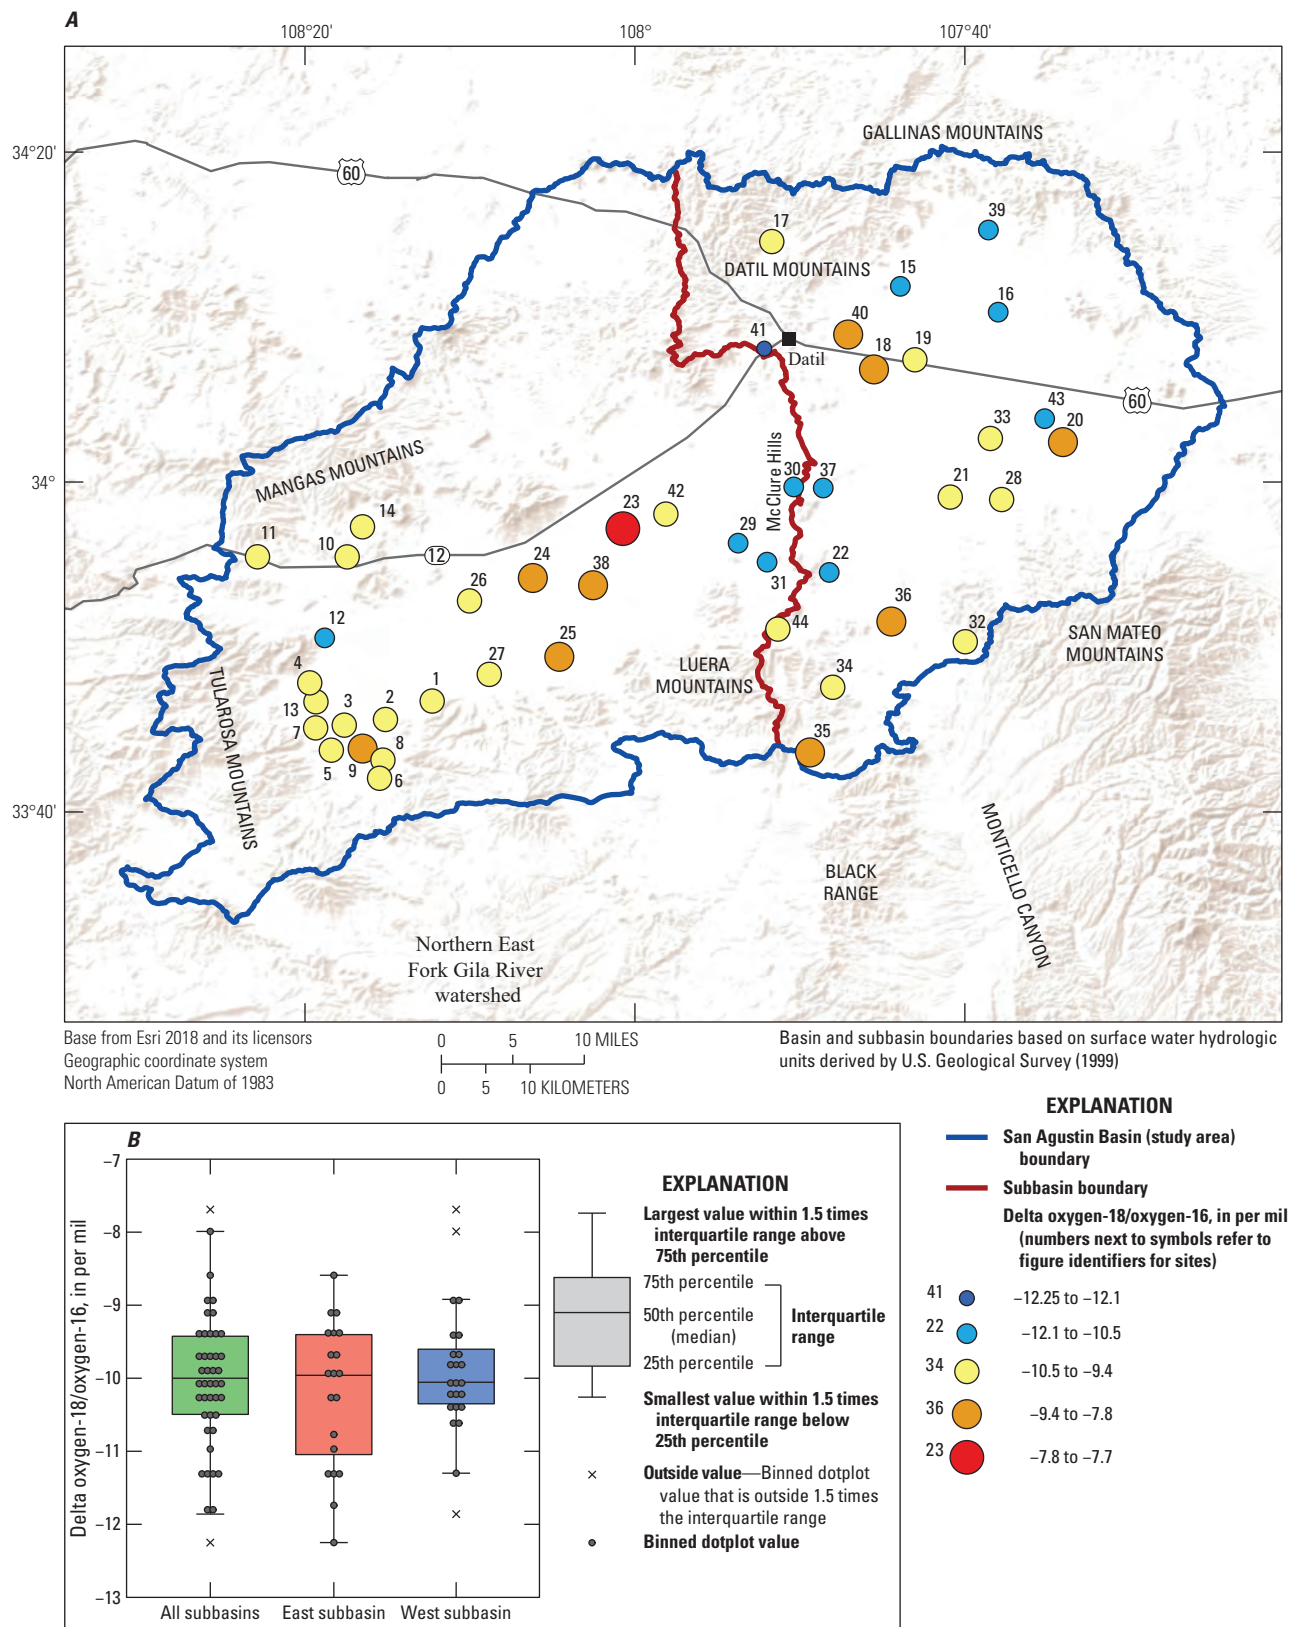 A
108°20'
108°
107°40'
34°20'
34°
33°40'
GALLINAS MOUNTAINS
60
39
17
DATIL MOUNTAINS
15
16
40
41
18
19
Datil
60
43
33
20
MANGAS MOUNTAINS
McClure Hills
30
37
21
28
42
23
14
11
10
12
29
31
22
24
38
26
36
12
44
32
SAN MATEO
MOUNTAINS
25
27
LUERA
MOUNTAINS
34
4
13
3
2
1
7
TULAROSA MOUNTAINS
5
9
8
6
35
MONTICELLO CANYON
BLACK
RANGE
Northern East
Fork Gila River
watershed
Base from Esri 2018 and its licensors
Geographic coordinate system
North American Datum of 1983
0 5 10 MILES
0 5 10 KILOMETERS
Basin and subbasin boundaries based on surface water hydrologic
units derived by U.S. Geological Survey (1999)
EXPLANATION
San Agustin Basin (study area)
boundary
Subbasin boundary
Delta oxygen-18/oxygen-16, in per mil
(numbers next to symbols refer to
figure identifiers for sites)
41 −12.25 to −12.1
22 −12.1 to −10.5
34 −10.5 to −9.4
36 −9.4 to −7.8
23 −7.8 to −7.7
B
Delta oxygen-18/oxygen-16, in per mil
−7
−8
−9
−10
−11
−12
−13
All subbasins
East subbasin
West subbasin
EXPLANATION
Largest value within 1.5 times
interquartile range above
75th percentile
75th percentile
50th percentile
(median)
25th percentile
Interquartile
range
Smallest value within 1.5 times
interquartile range below
25th percentile
Outside value—Binned dotplot
value that is outside 1.5 times
the interquartile range
Binned dotplot value